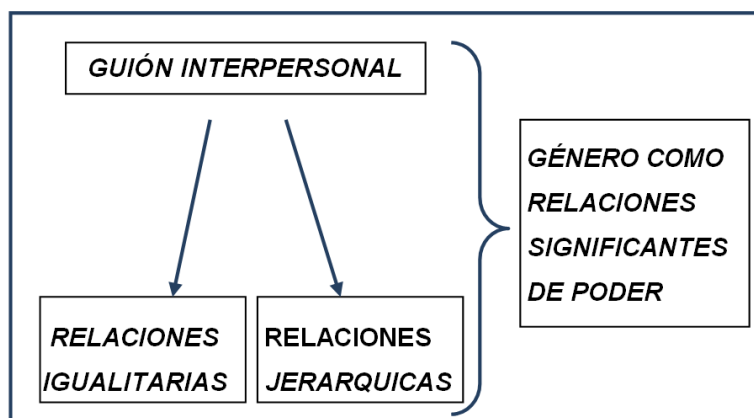 GUIÓN INTERPERSONAL
GÉNERO COMO
RELACIONES
SIGNIFICANTES
DE PODER
RELACIONES
IGUALITARIAS
RELACIONES
JERARQUICAS